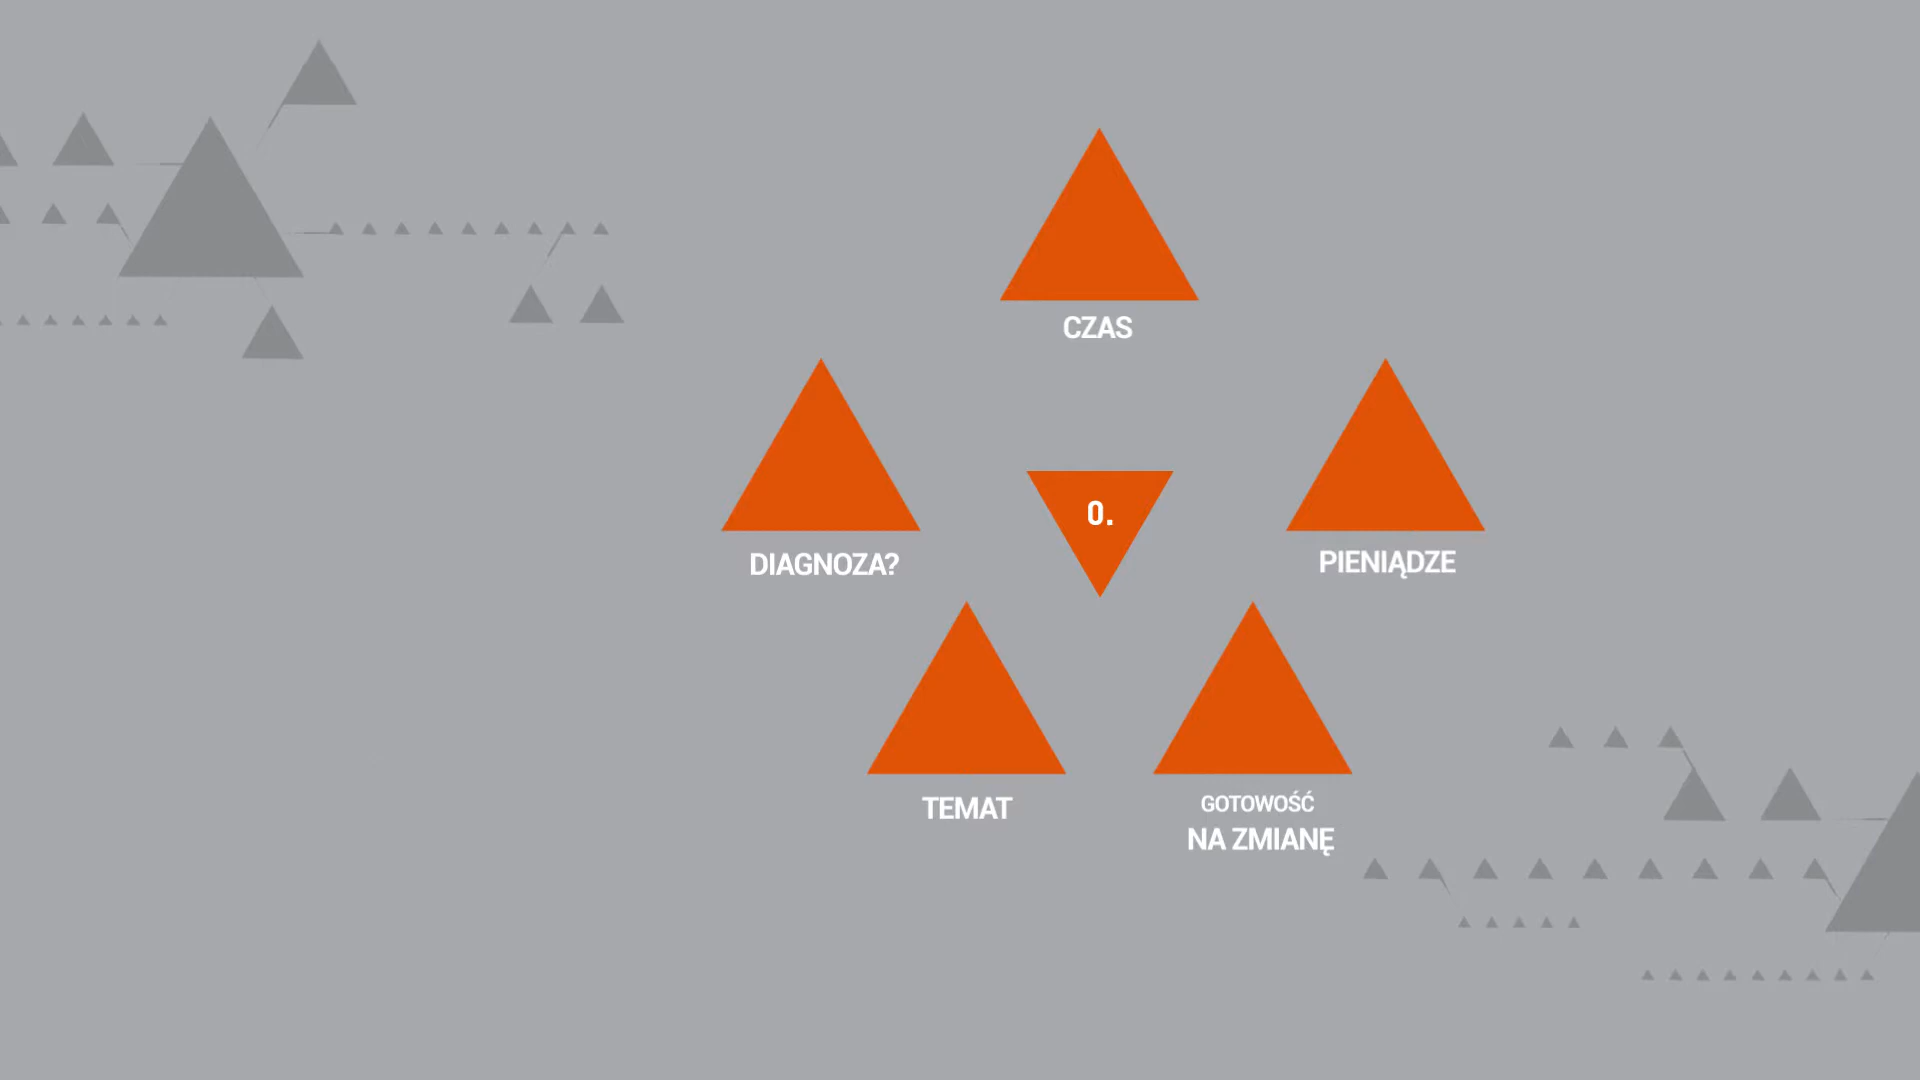 CZAS
DIAGNOZA?
0.
PIENIĄDZE
TEMAT
GOTOWOŚĆ
NA ZMIANĘ